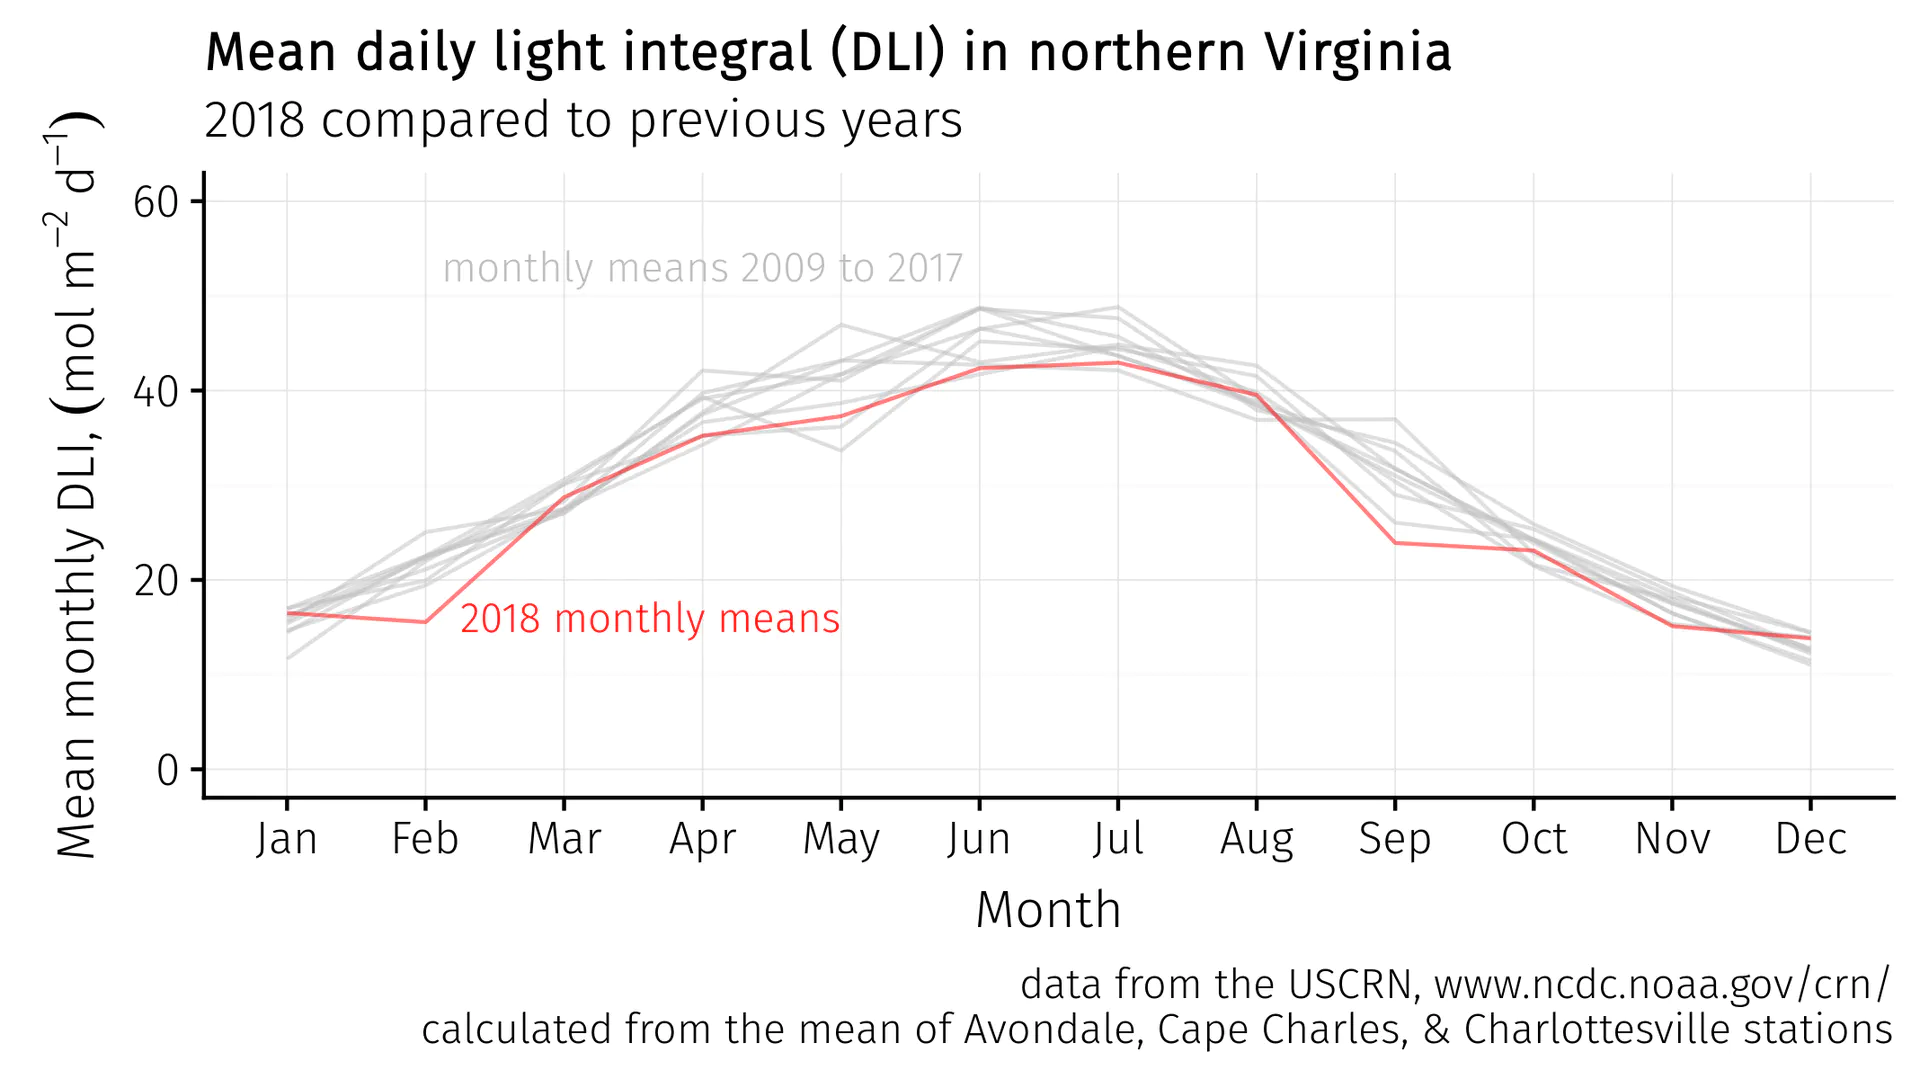 Mean daily light integral (DLI) in northern Virginia
2018 compared to previous years
Mean monthly DLI, (mol m⁻² d⁻¹)
60
40
20
0
monthly means 2009 to 2017
2018 monthly means
Jan Feb Mar Apr May Jun Jul Aug Sep Oct Nov Dec
Month
data from the USCRN, www.ncdc.noaa.gov/crn/
calculated from the mean of Avondale, Cape Charles, & Charlottesville stations